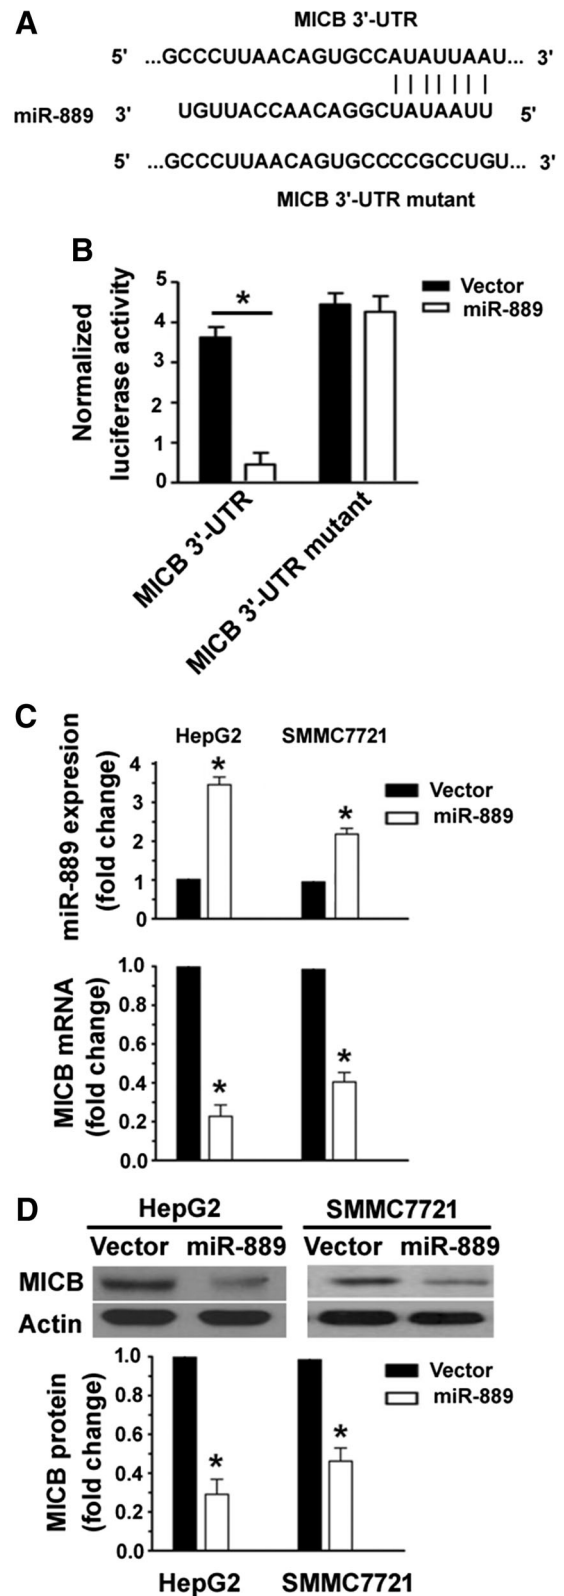 A
MICB 3'-UTR
5' ...GCCCUUAACAGUGCCAUAUUAAU... 3'
miR-889 3' UGUUACCAACAGGCUAUAAUU 5'
5' ...GCCCUUAACAGUGCCCCGCCUGU... 3'
MICB 3'-UTR mutant
B
Normalized
luciferase activity
5
4
3
2
1
0
*
Vector
miR-889
MICB 3'-UTR
MICB 3'-UTR mutant
C
HepG2 SMMC7721
miR-889 expresion
(fold change)
4
3
2
1
0
* *
Vector
miR-889
MICB mRNA
(fold change)
1.0
0.8
0.6
0.4
0.2
0.0
* *
D
HepG2 SMMC7721
Vector miR-889 Vector miR-889
MICB
Actin
MICB protein
(fold change)
1.0
0.8
0.6
0.4
0.2
0.0
* *
Vector
miR-889
HepG2 SMMC7721